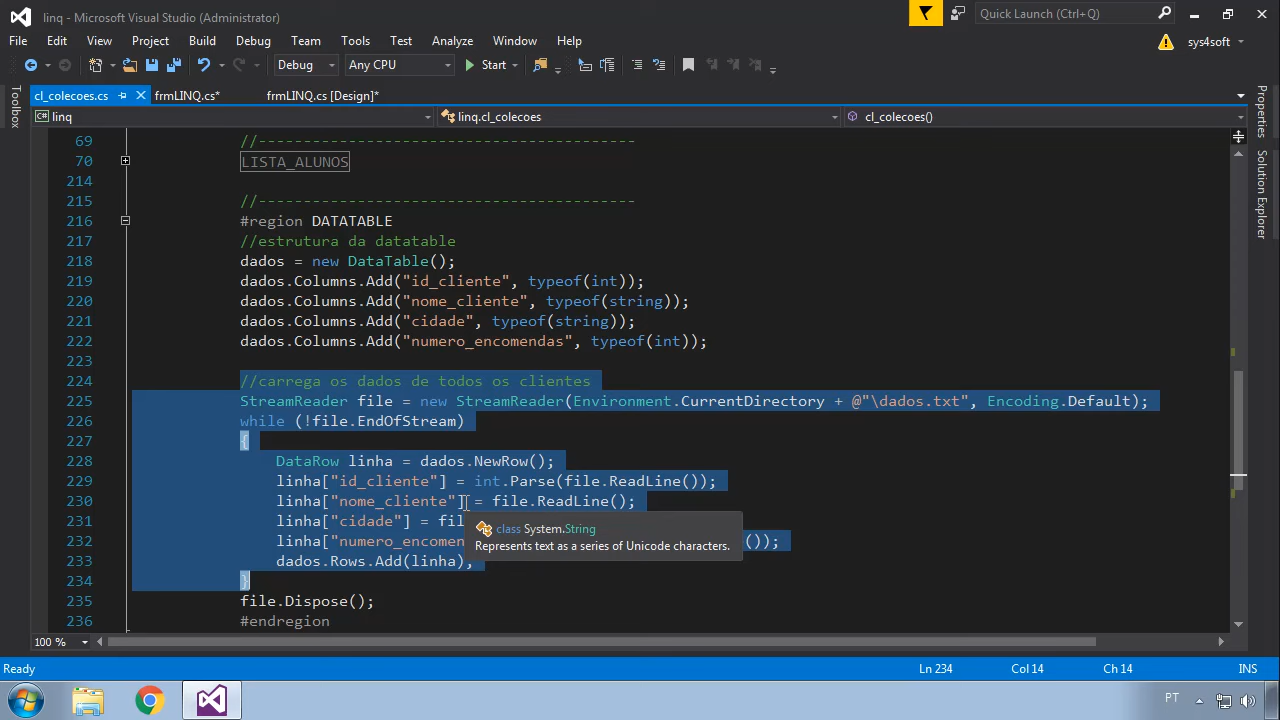 linq - Microsoft Visual Studio (Administrator)
Quick Launch (Ctrl+Q)
File Edit View Project Build Debug Team Tools Test Analyze Window Help
sys4soft
Debug Any CPU Start
cl_colecoes.cs frmLINQ.cs* frmLINQ.cs [Design]*
linq linq.cl_colecoes cl_colecoes()
Toolbox
Properties
Solution Explorer
69 //------------------------------------------
70 LISTA_ALUNOS
214
215 //------------------------------------------
216 #region DATATABLE
217 //estrutura da datatable
218 dados = new DataTable();
219 dados.Columns.Add("id_cliente", typeof(int));
220 dados.Columns.Add("nome_cliente", typeof(string));
221 dados.Columns.Add("cidade", typeof(string));
222 dados.Columns.Add("numero_encomendas", typeof(int));
223
224 //carrega os dados de todos os clientes
225 StreamReader file = new StreamReader(Environment.CurrentDirectory + @"\dados.txt", Encoding.Default);
226 while (!file.EndOfStream)
227 {
228 DataRow linha = dados.NewRow();
229 linha["id_cliente"] = int.Parse(file.ReadLine());
230 linha["nome_cliente"] = file.ReadLine();
231 linha["cidade"] = fil
class System.String
232 linha["numero_encomen ());
Represents text as a series of Unicode characters.
233 dados.Rows.Add(linha);
234 }
235 file.Dispose();
236 #endregion
100 %
Ready Ln 234 Col 14 Ch 14 INS
PT